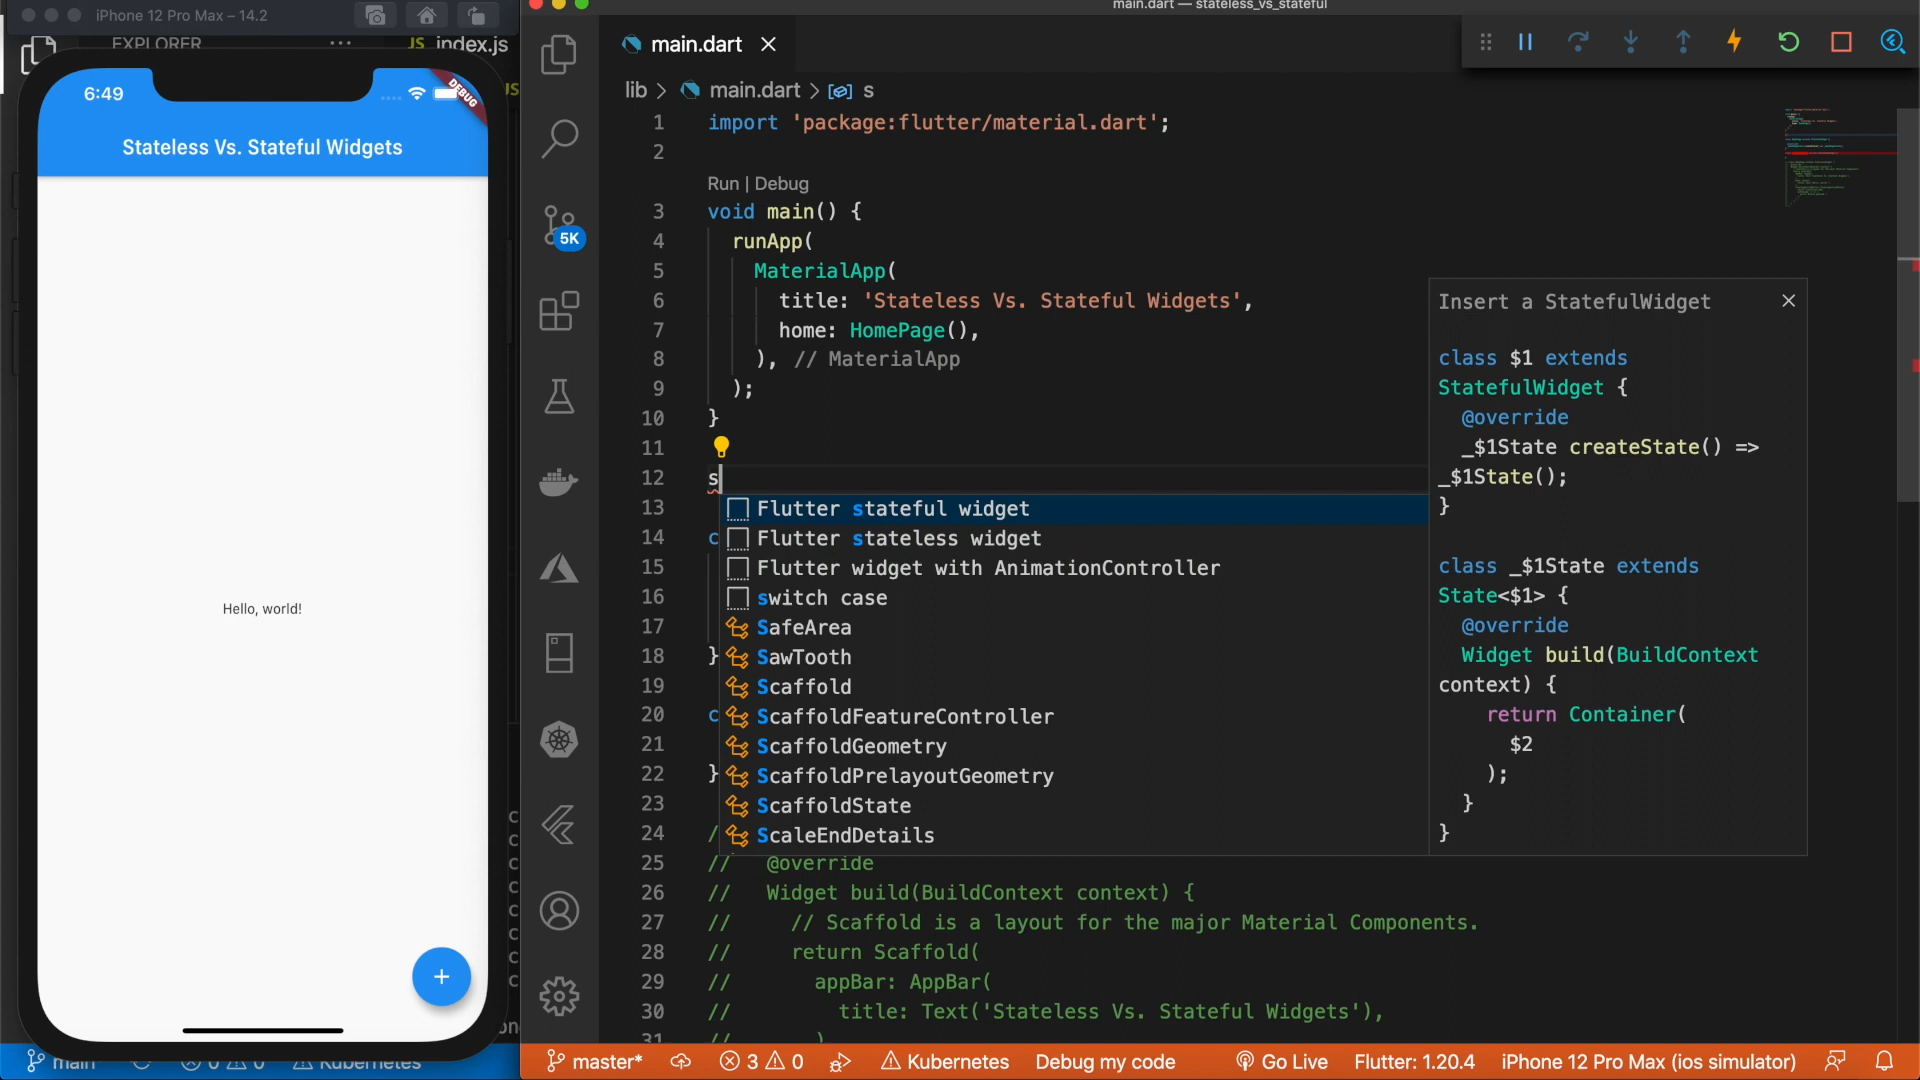 iPhone 12 Pro Max – 14.2
EXPLORER
JS index.js
JS
6:49
DEBUG
Stateless Vs. Stateful Widgets
Hello, world!
main
0 0
Kubernetes
main.dart — stateless_vs_stateful
main.dart
lib > main.dart > s
5K
1 import 'package:flutter/material.dart';
2
Run | Debug
3 void main() {
4 runApp(
5 MaterialApp(
6 title: 'Stateless Vs. Stateful Widgets',
7 home: HomePage(),
8 ), // MaterialApp
9 );
10 }
11
12 s
13
14 c
15
16
17
18 }
19
20 c
21
22 }
23
24 /
25 // @override
26 // Widget build(BuildContext context) {
27 // // Scaffold is a layout for the major Material Components.
28 // return Scaffold(
29 // appBar: AppBar(
30 // title: Text('Stateless Vs. Stateful Widgets'),
31 // )
Flutter stateful widget
Flutter stateless widget
Flutter widget with AnimationController
switch case
SafeArea
SawTooth
Scaffold
ScaffoldFeatureController
ScaffoldGeometry
ScaffoldPrelayoutGeometry
ScaffoldState
ScaleEndDetails
Insert a StatefulWidget
class $1 extends
StatefulWidget {
@override
_$1State createState() =>
_$1State();
}
class _$1State extends
State<$1> {
@override
Widget build(BuildContext
context) {
return Container(
$2
);
}
}
master*
3 0
Kubernetes
Debug my code
Go Live
Flutter: 1.20.4
iPhone 12 Pro Max (ios simulator)